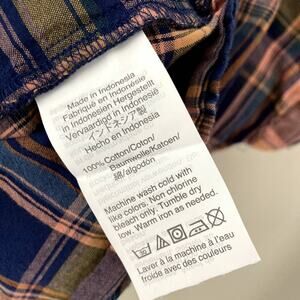 Made in Indonesia
Fabriqué en Indonésie
In Indonesien Hergestellt
Vervaardigd in Indonesië
インドネシア製
Hecho en Indonesia
100% Cotton/Coton/
Baumwolle/Katoen/
綿/algodón
Machine wash cold with
like colors. Non chlorine
bleach only. Tumble dry
low. Warm iron as needed.
Laver à la machine à eau
froide avec des couleurs